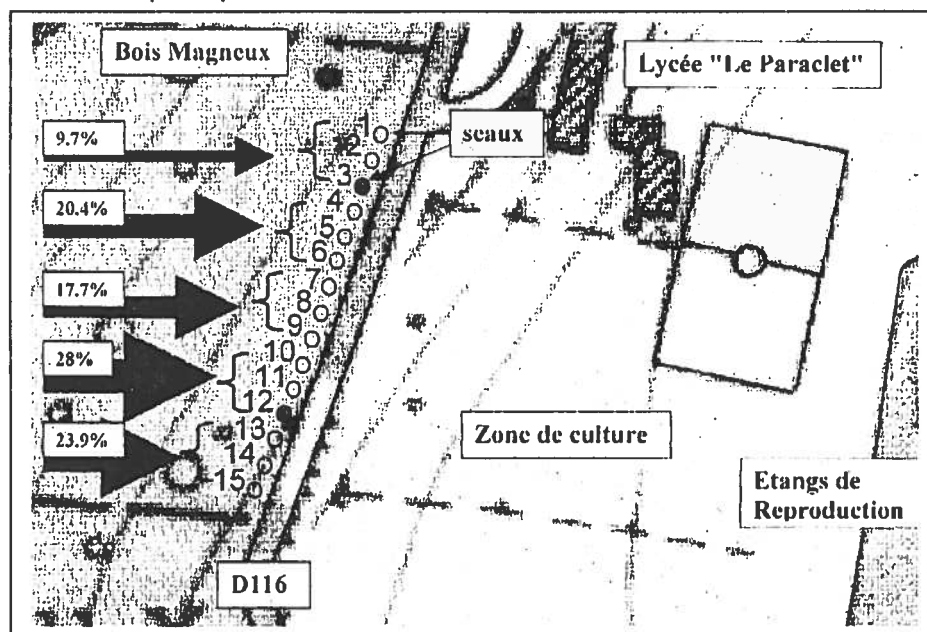 Bois Magneux
Lycée "Le Paraclet"
9.7%
scaux
20.4%
17.7%
28%
23.9%
1
2
3
4
5
6
7
8
9
10
11
12
13
14
15
Zone de culture
Etangs de
Reproduction
D116